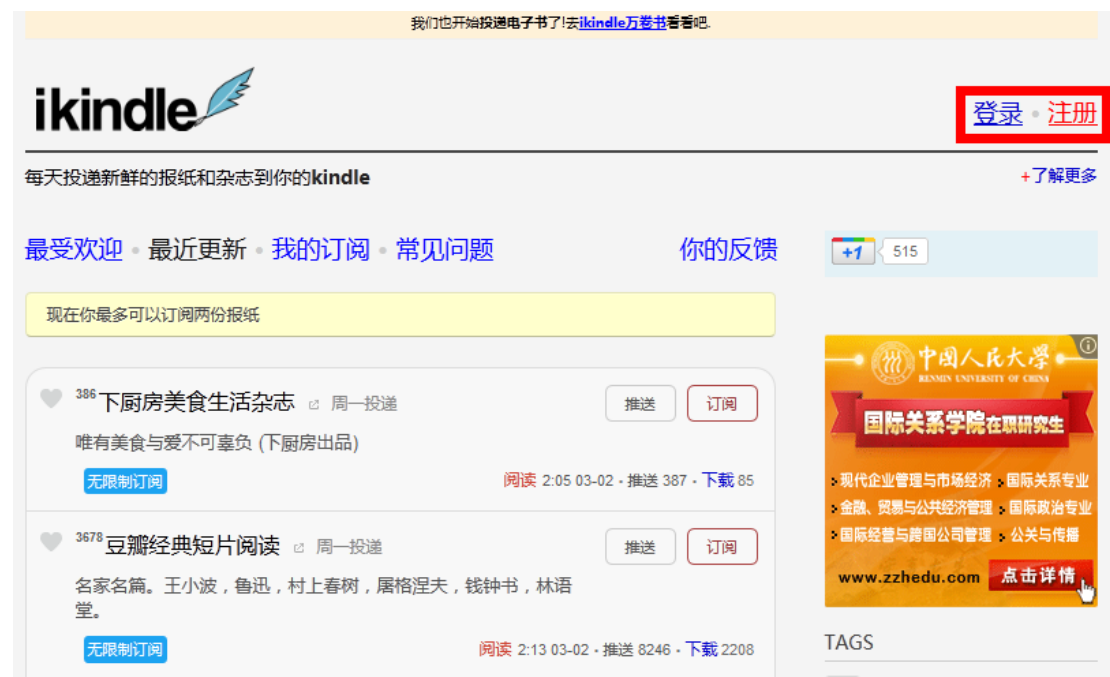 我们也开始投递电子书了!去ikindle万卷书看看吧.
ikindle
登录 • 注册
每天投递新鲜的报纸和杂志到你的kindle
+了解更多
最受欢迎 • 最近更新 • 我的订阅 • 常见问题
你的反馈
+1 515
现在你最多可以订阅两份报纸
386 下厨房美食生活杂志 周一投递
推送 订阅
唯有美食与爱不可辜负 (下厨房出品)
无限制订阅
阅读 2:05 03-02 - 推送 387 - 下载 85
3678 豆瓣经典短片阅读 周一投递
推送 订阅
名家名篇。王小波，鲁迅，村上春树，屠格涅夫，钱钟书，林语
堂。
无限制订阅
阅读 2:13 03-02 - 推送 8246 - 下载 2208
中国人民大学
RENMIN UNIVERSITY OF CHINA
国际关系学院在职研究生
现代企业管理与市场经济 国际关系专业
金融、贸易与公共经济管理 国际政治专业
国际经营与跨国公司管理 公关与传播
www.zzhedu.com 点击详情
TAGS